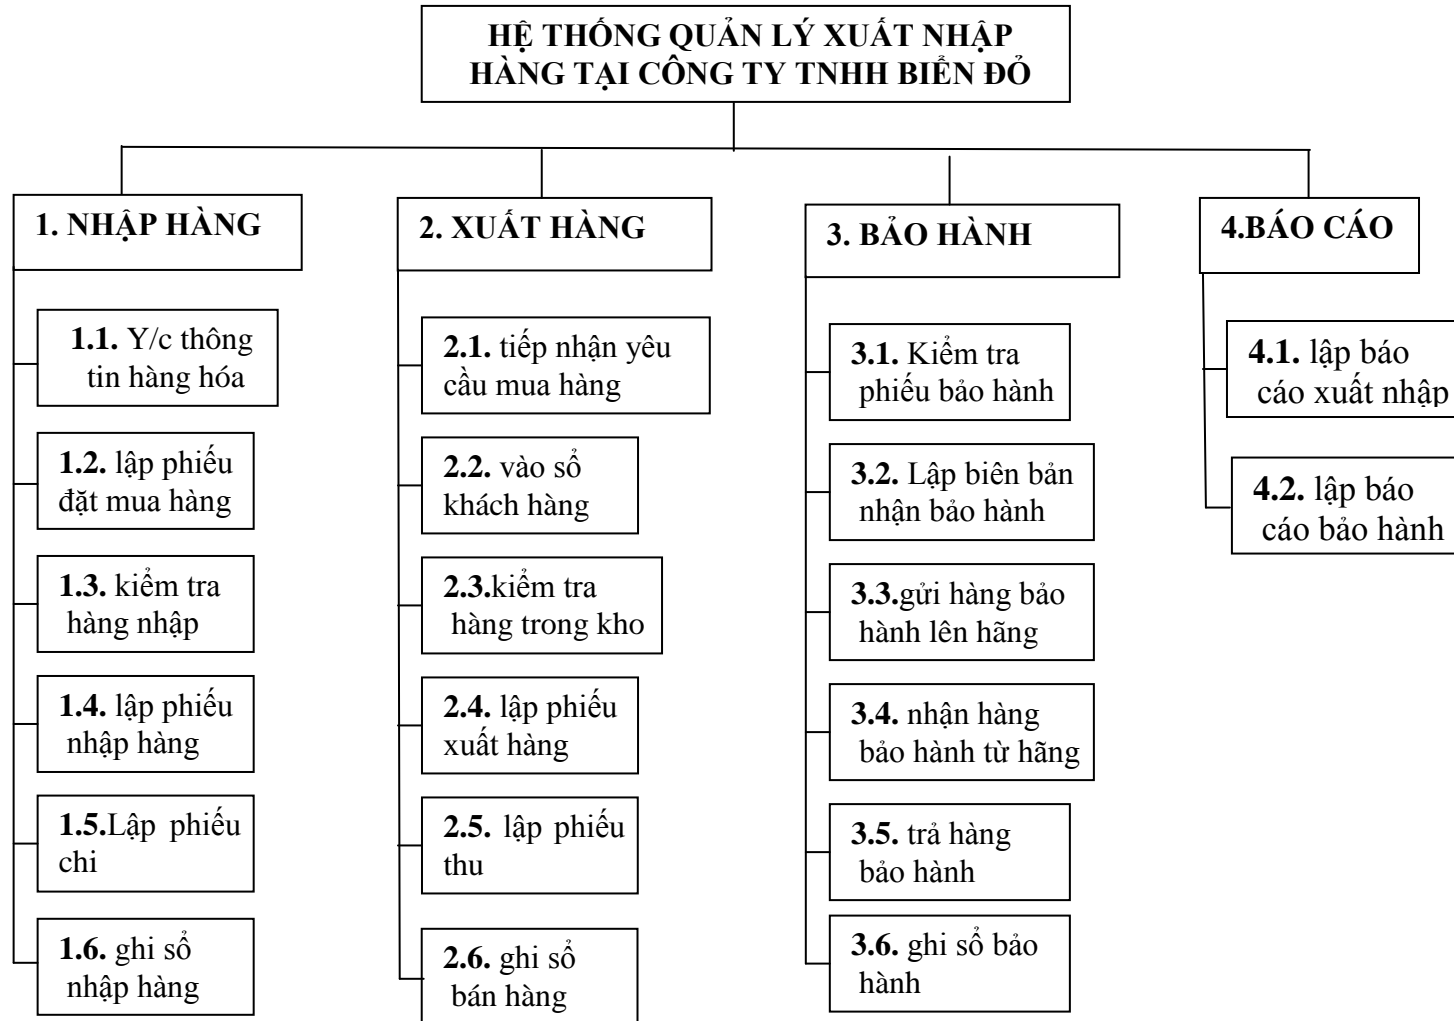 HỆ THỐNG QUẢN LÝ XUẤT NHẬP
HÀNG TẠI CÔNG TY TNHH BIỂN ĐỎ
1. NHẬP HÀNG
1.1. Y/c thông
tin hàng hóa
1.2. lập phiếu
đặt mua hàng
1.3. kiểm tra
hàng nhập
1.4. lập phiếu
nhập hàng
1.5.Lập phiếu
chi
1.6. ghi sổ
nhập hàng
2. XUẤT HÀNG
2.1. tiếp nhận yêu
cầu mua hàng
2.2. vào sổ
khách hàng
2.3.kiểm tra
hàng trong kho
2.4. lập phiếu
xuất hàng
2.5. lập phiếu
thu
2.6. ghi sổ
bán hàng
3. BẢO HÀNH
3.1. Kiểm tra
phiếu bảo hành
3.2. Lập biên bản
nhận bảo hành
3.3.gửi hàng bảo
hành lên hãng
3.4. nhận hàng
bảo hành từ hãng
3.5. trả hàng
bảo hành
3.6. ghi sổ bảo
hành
4.BÁO CÁO
4.1. lập báo
cáo xuất nhập
4.2. lập báo
cáo bảo hành